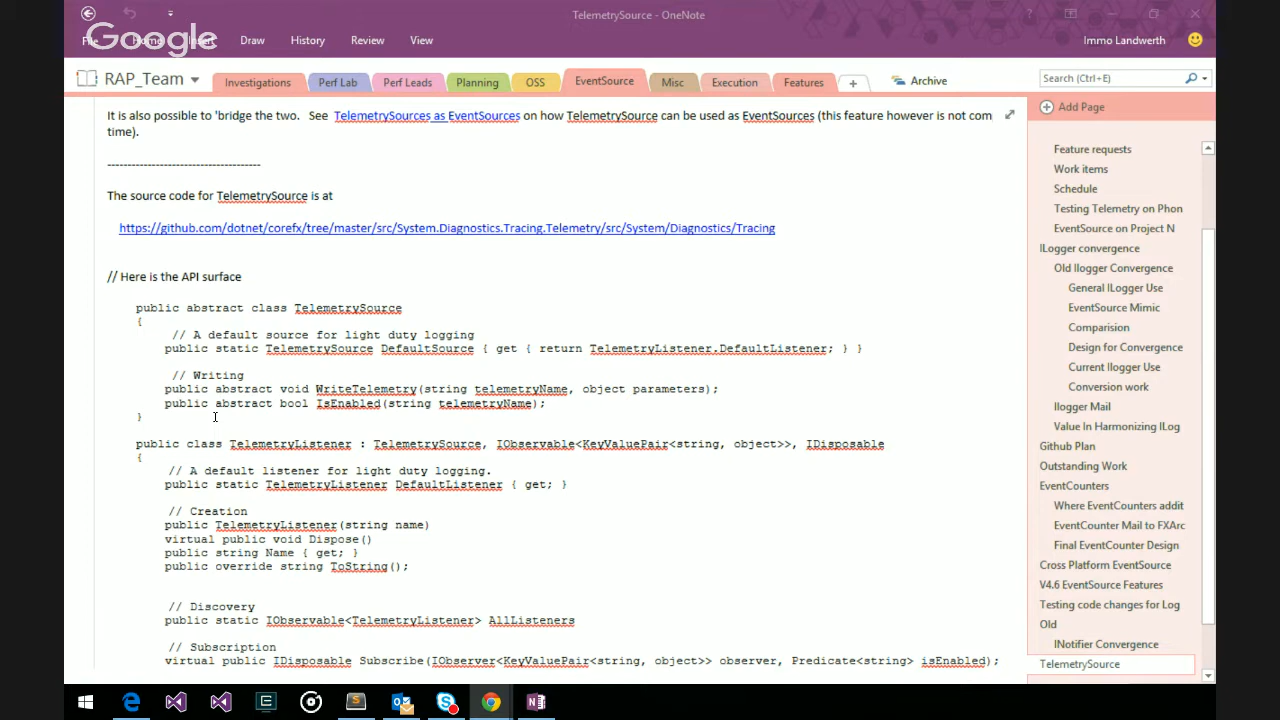 TelemetrySource - OneNote
Google
File Home Insert Draw History Review View
Immo Landwerth
RAP_Team
Investigations Perf Lab Perf Leads Planning OSS EventSource Misc Execution Features + Archive
Search (Ctrl+E)
It is also possible to 'bridge the two. See TelemetrySources as EventSources on how TelemetrySource can be used as EventSources (this feature however is not com
time).
--------------------------------------
The source code for TelemetrySource is at
https://github.com/dotnet/corefx/tree/master/src/System.Diagnostics.Tracing.Telemetry/src/System/Diagnostics/Tracing
// Here is the API surface
public abstract class TelemetrySource
{
// A default source for light duty logging
public static TelemetrySource DefaultSource { get { return TelemetryListener.DefaultListener; } }
// Writing
public abstract void WriteTelemetry(string telemetryName, object parameters);
public abstract bool IsEnabled(string telemetryName);
}
public class TelemetryListener : TelemetrySource, IObservable<KeyValuePair<string, object>>, IDisposable
{
// A default listener for light duty logging.
public static TelemetryListener DefaultListener { get; }
// Creation
public TelemetryListener(string name)
virtual public void Dispose()
public string Name { get; }
public override string ToString();
// Discovery
public static IObservable<TelemetryListener> AllListeners
// Subscription
virtual public IDisposable Subscribe(IObserver<KeyValuePair<string, object>> observer, Predicate<string> isEnabled);
Add Page
Feature requests
Work items
Schedule
Testing Telemetry on Phon
EventSource on Project N
ILogger convergence
Old Ilogger Convergence
General ILogger Use
EventSource Mimic
Comparision
Design for Convergence
Current Ilogger Use
Conversion work
Ilogger Mail
Value In Harmonizing ILog
Github Plan
Outstanding Work
EventCounters
Where EventCounters addit
EventCounter Mail to FXArc
Final EventCounter Design
Cross Platform EventSource
V4.6 EventSource Features
Testing code changes for Log
Old
INotifier Convergence
TelemetrySource